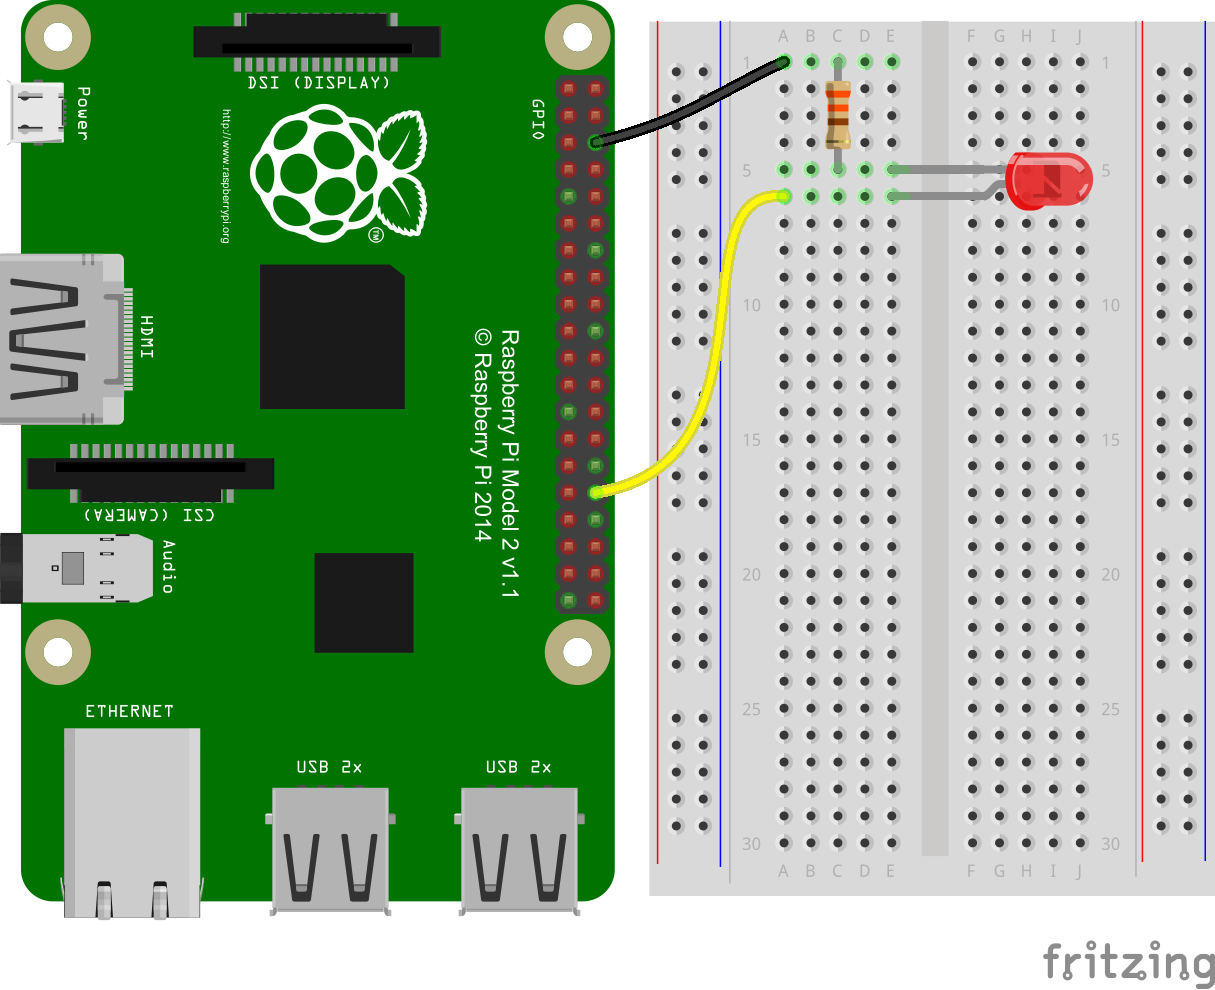 DSI (DISPLAY)
Power
http://www.raspberrypi.org
GPIO
TM
HDMI
Raspberry Pi Model 2 v1.1
© Raspberry Pi 2014
CSI (CAMERA)
Audio
ETHERNET
USB 2x
USB 2x
A B C D E F G H I J
1 1
5 5
10 10
15 15
20 20
25 25
30 30
A B C D E F G H I J
fritzing